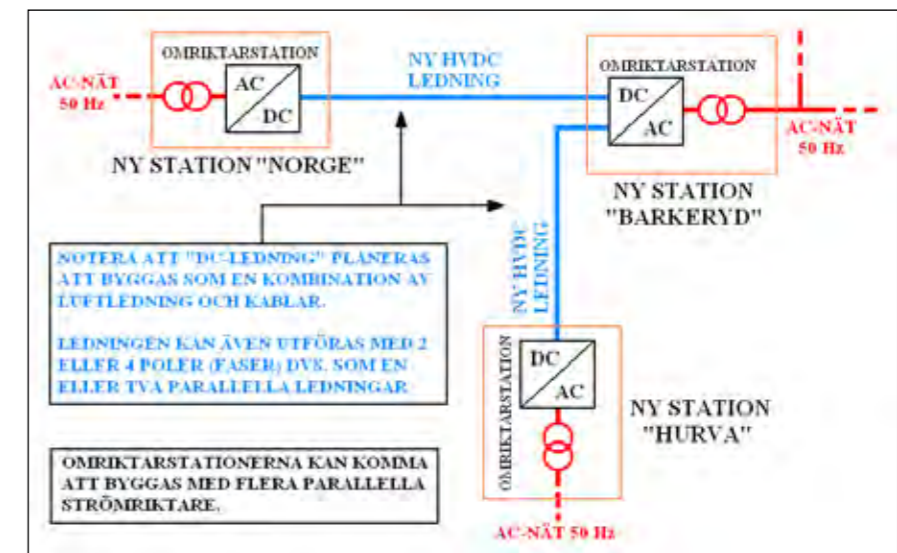 OMRIKTARSTATION
AC-NÄT
50 Hz
AC
DC
NY STATION "NORGE"
NY HVDC
LEDNING
OMRIKTARSTATION
DC
AC
AC-NÄT
50 Hz
NY STATION
"BARKERYD"
NOTERA ATT "DC-LEDNING" PLANERAS
ATT BYGGAS SOM EN KOMBINATION AV
LUFTLEDNING OCH KABLAR.
LEDNINGEN KAN ÄVEN UTFÖRAS MED 2
ELLER 4 POLER (FASER) DVS. SOM EN
ELLER TVÅ PARALLELLA LEDNINGAR
NY HVDC
LEDNING
OMRIKTARSTATION
DC
AC
NY STATION
"HURVA"
AC-NÄT 50 Hz
OMRIKTARSTATIONERNA KAN KOMMA
ATT BYGGAS MED FLERA PARALLELLA
STRÖMRIKTARE.